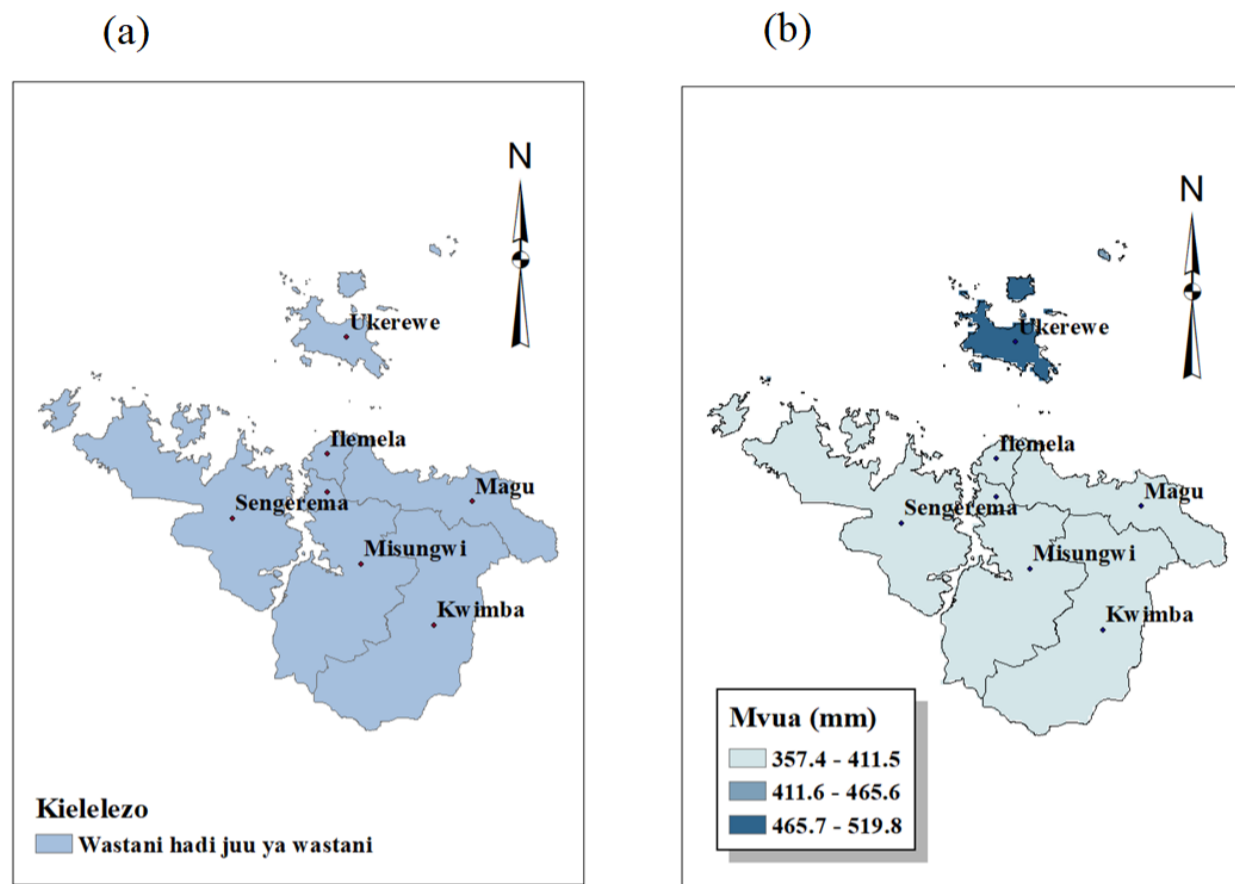 (a)
N
Ukerewe
Ilemela
Sengerema
Magu
Misungwi
Kwimba
Kielelezo
Wastani hadi juu ya wastani
(b)
N
Ukerewe
Ilemela
Sengerema
Magu
Misungwi
Kwimba
Mvua (mm)
357.4 - 411.5
411.6 - 465.6
465.7 - 519.8